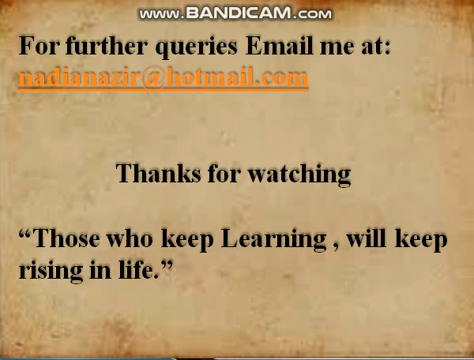 www.BANDICAM.com
For further queries Email me at:
nadianazir@hotmail.com
Thanks for watching
“Those who keep Learning , will keep
rising in life.”